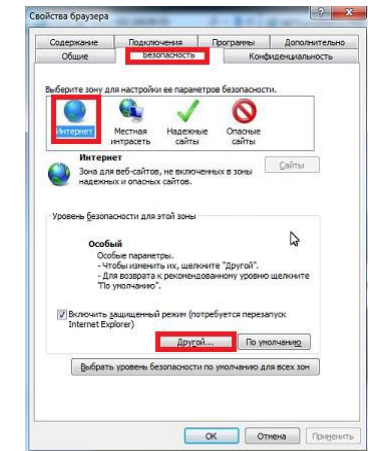 Свойства браузера
Содержание Подключения Программы Дополнительно
Общие Безопасность Конфиденциальность
Выберите зону для настройки ее параметров безопасности.
Интернет Местная интрасеть Надежные сайты Опасные сайты
Интернет
Зона для веб-сайтов, не включенных в зоны
надежных и опасных сайтов.
Сайты
Уровень безопасности для этой зоны
Особый
Особые параметры.
- Чтобы изменить их, щелкните "Другой".
- Для возврата к рекомендованному уровню щелкните
"По умолчанию".
Включить защищенный режим (потребуется перезапуск
Internet Explorer)
Другой... По умолчанию
Выбрать уровень безопасности по умолчанию для всех зон
OK Отмена Применить